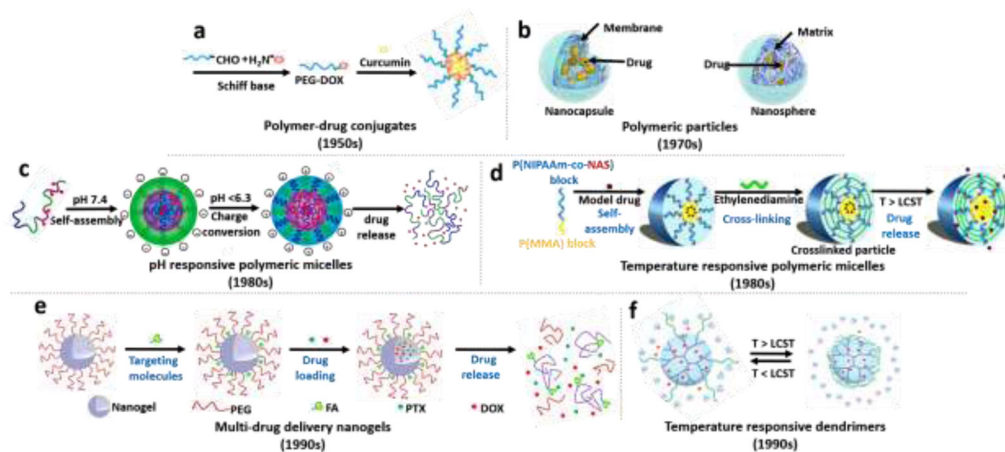 a
CHO +H₂N
Schiff base
PEG-DOX
Curcumin
Polymer-drug conjugates
(1950s)
b
Membrane
Drug
Nanocapsule
Matrix
Drug
Nanosphere
Polymeric particles
(1970s)
c
pH 7.4
Self-assembly
pH <6.3
Charge
conversion
drug
release
pH responsive polymeric micelles
(1980s)
d
P(NIPAAm-co-NAS)
block
P(MMA) block
Model drug
Self-
assembly
Ethylenediamine
Cross-linking
Crosslinked particle
T > LCST
Drug
release
Temperature responsive polymeric micelles
(1980s)
e
Targeting
molecules
Drug
loading
Drug
release
Nanogel
PEG
FA
PTX
DOX
Multi-drug delivery nanogels
(1990s)
f
T > LCST
T < LCST
Temperature responsive dendrimers
(1990s)